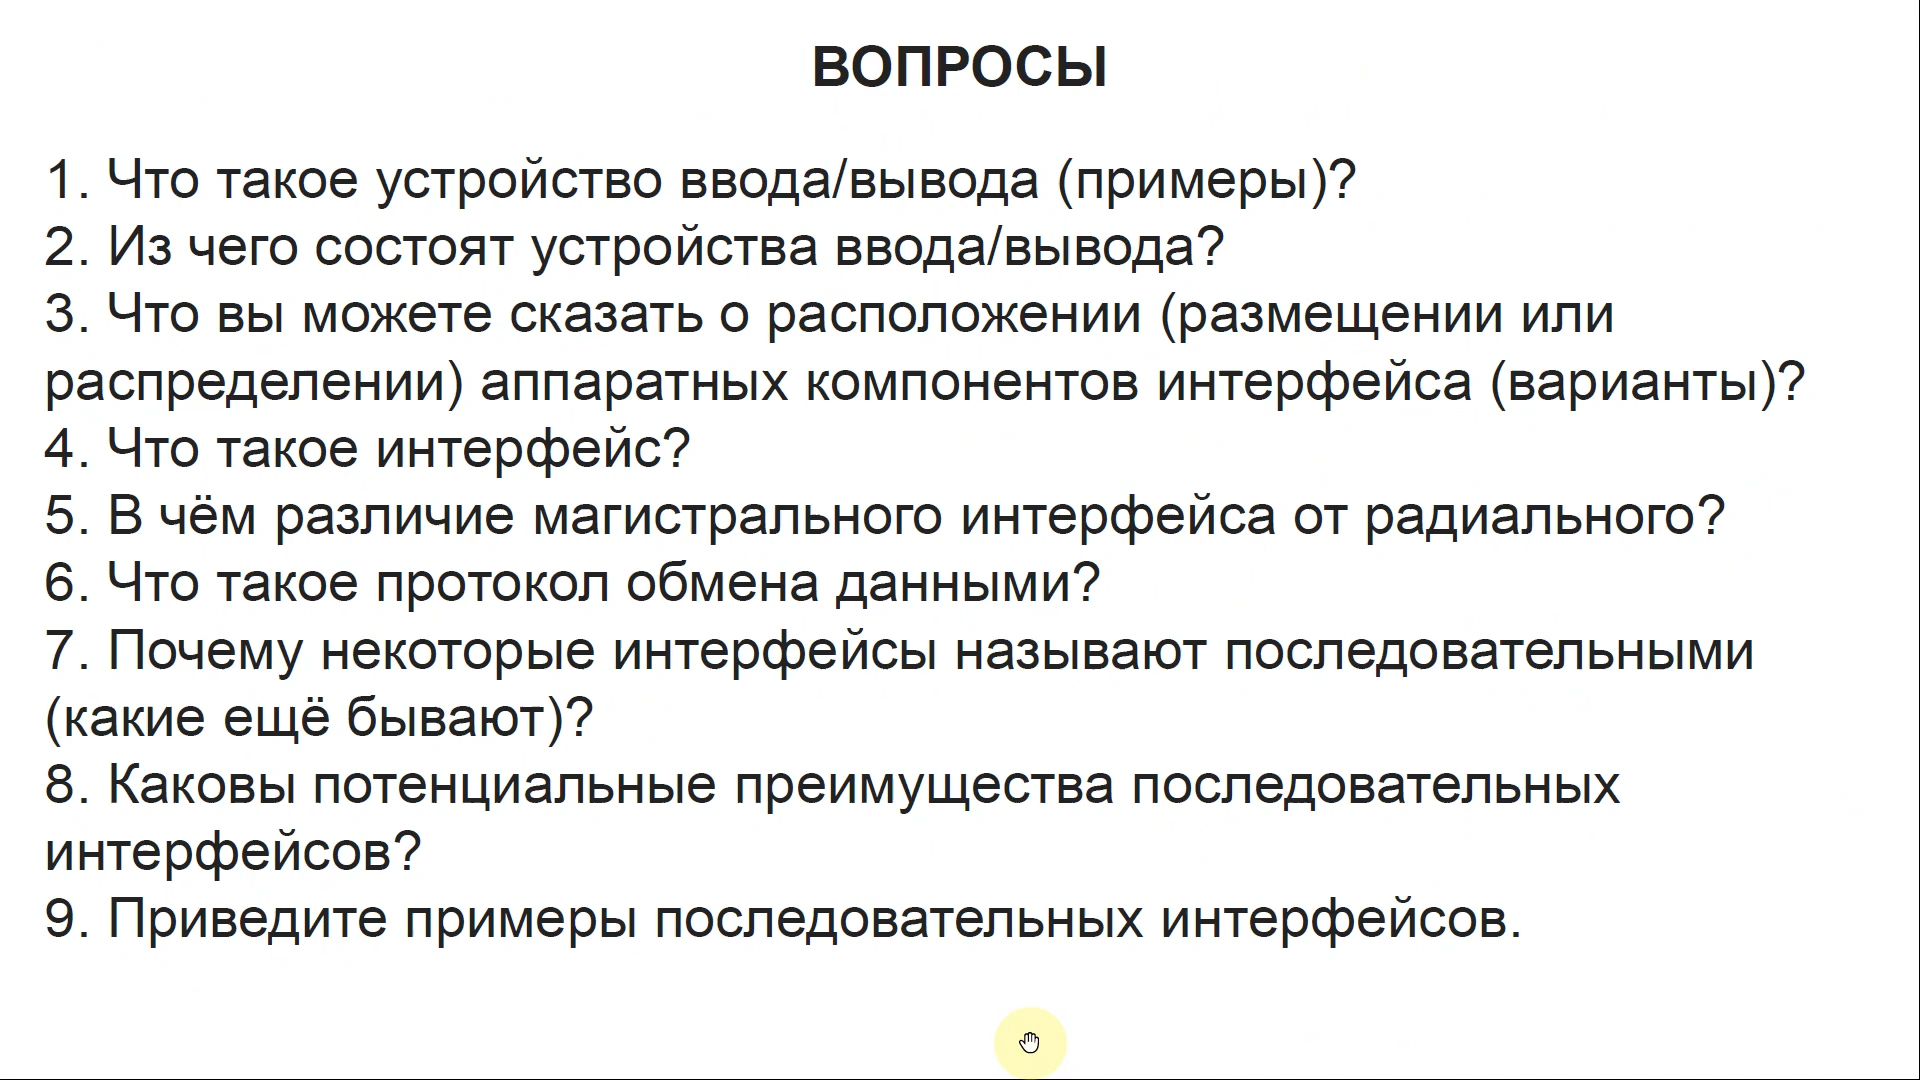 ВОПРОСЫ
1. Что такое устройство ввода/вывода (примеры)?
2. Из чего состоят устройства ввода/вывода?
3. Что вы можете сказать о расположении (размещении или
распределении) аппаратных компонентов интерфейса (варианты)?
4. Что такое интерфейс?
5. В чём различие магистрального интерфейса от радиального?
6. Что такое протокол обмена данными?
7. Почему некоторые интерфейсы называют последовательными
(какие ещё бывают)?
8. Каковы потенциальные преимущества последовательных
интерфейсов?
9. Приведите примеры последовательных интерфейсов.